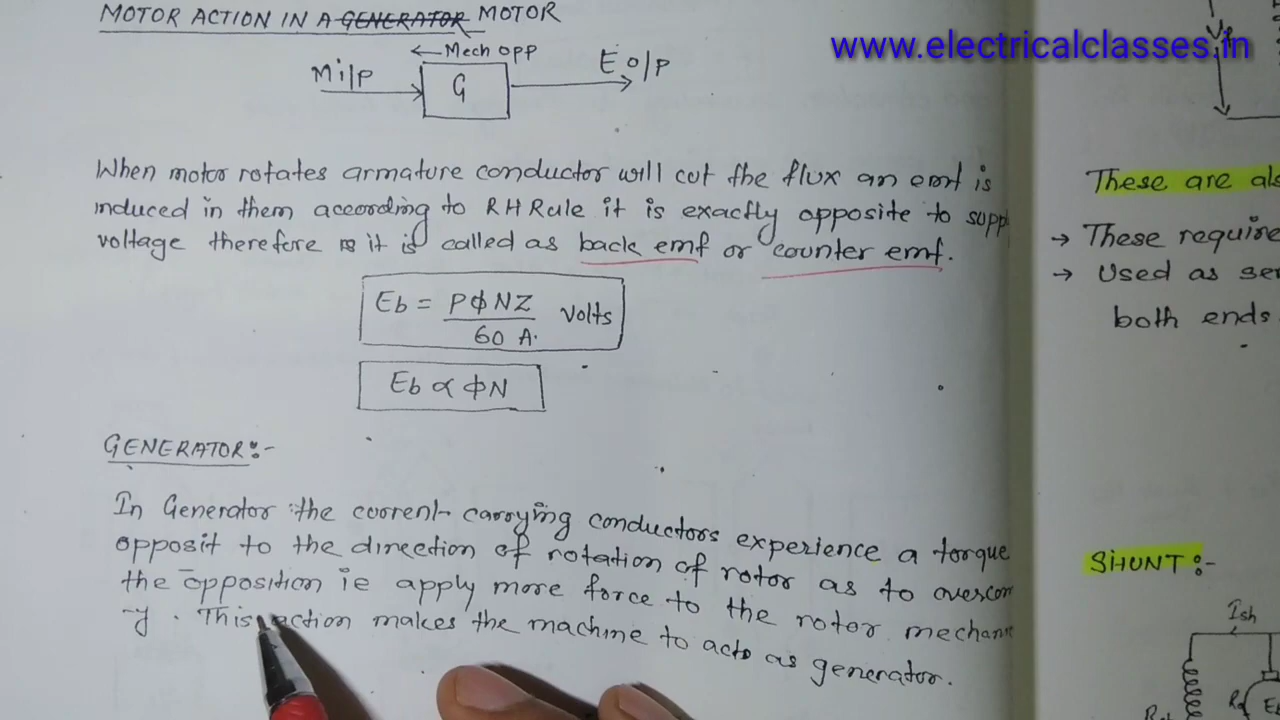 MOTOR ACTION IN A GENERATOR MOTOR
www.electricalclasses.in
← Mech opp
M i/p
G
E o/p
When motor rotates armature conductor will cut the flux an emf is
induced in them according to RH Rule it is exactly opposite to supp
voltage therefore it is called as back emf or counter emf.
Eb = PΦNZ / 60 A. volts
Eb ∝ ΦN
GENERATOR:-
In Generator the current carrying conductors experience a torque
opposit to the direction of rotation of rotor as to overcom
the opposition ie apply more force to the rotor mechani
-y. This action makes the machine to acts as generator.
These are als
→ These require
→ Used as ser
both ends
SHUNT:-
Ish